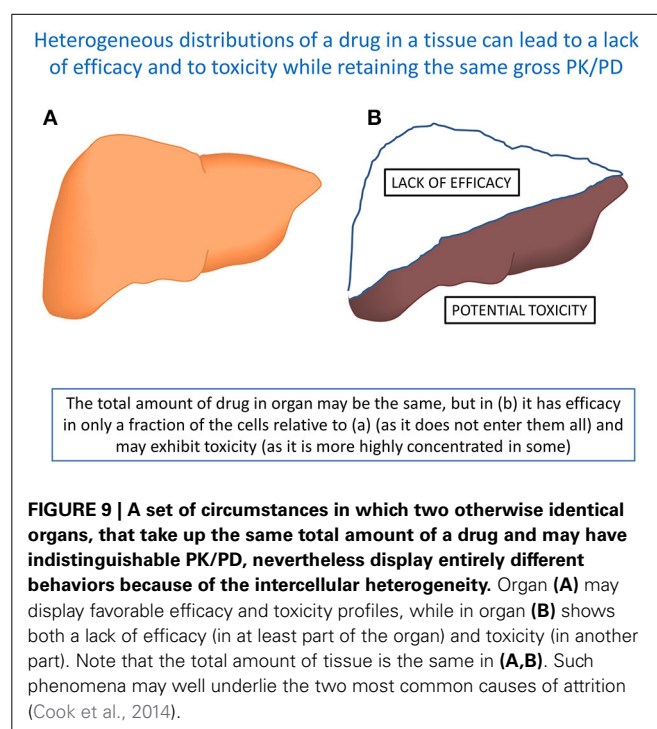 Heterogeneous distributions of a drug in a tissue can lead to a lack
of efficacy and to toxicity while retaining the same gross PK/PD
A
B
LACK OF EFFICACY
POTENTIAL TOXICITY
The total amount of drug in organ may be the same, but in (b) it has efficacy
in only a fraction of the cells relative to (a) (as it does not enter them all) and
may exhibit toxicity (as it is more highly concentrated in some)
FIGURE 9 | A set of circumstances in which two otherwise identical
organs, that take up the same total amount of a drug and may have
indistinguishable PK/PD, nevertheless display entirely different
behaviors because of the intercellular heterogeneity. Organ (A) may
display favorable efficacy and toxicity profiles, while in organ (B) shows
both a lack of efficacy (in at least part of the organ) and toxicity (in another
part). Note that the total amount of tissue is the same in (A,B). Such
phenomena may well underlie the two most common causes of attrition
(Cook et al., 2014).